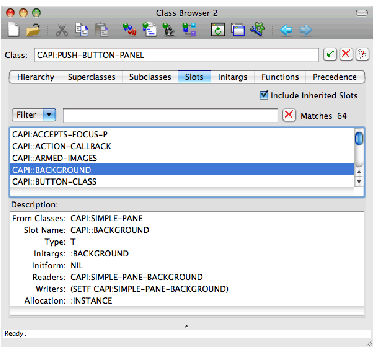 Class Browser 2
Class: CAPI:PUSH-BUTTON-PANEL
Hierarchy Superclasses Subclasses Slots Initargs Functions Precedence
Include Inherited Slots
Filter Matches 64
CAPI:ACCEPTS-FOCUS-P
CAPI::ACTION-CALLBACK
CAPI::ARMED-IMAGES
CAPI::BACKGROUND
CAPI::BUTTON-CLASS
Description:
From Classes: CAPI:SIMPLE-PANE
Slot Name: CAPI::BACKGROUND
Type: T
Initargs: :BACKGROUND
Initform: NIL
Readers: CAPI:SIMPLE-PANE-BACKGROUND
Writers: (SETF CAPI:SIMPLE-PANE-BACKGROUND)
Allocation: :INSTANCE
Ready.